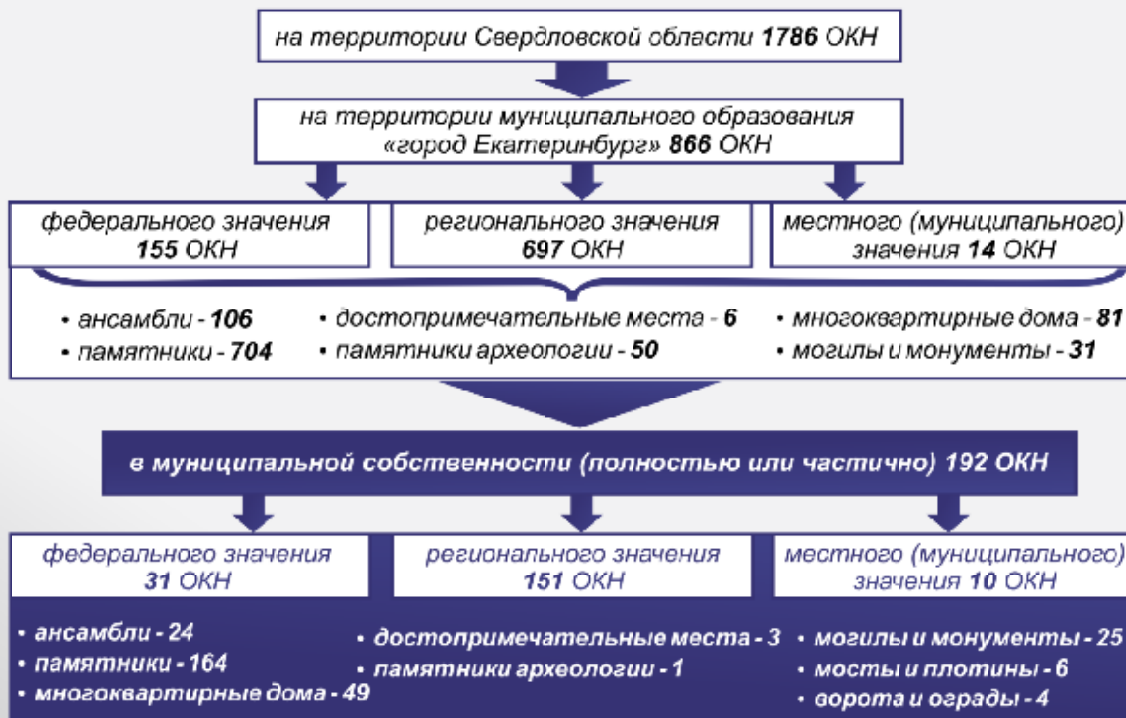 на территории Свердловской области 1786 ОКН
на территории муниципального образования
«город Екатеринбург» 866 ОКН
федерального значения
155 ОКН
регионального значения
697 ОКН
местного (муниципального)
значения 14 ОКН
• ансамбли - 106
• памятники - 704
• достопримечательные места - 6
• памятники археологии - 50
• многоквартирные дома - 81
• могилы и монументы - 31
в муниципальной собственности (полностью или частично) 192 ОКН
федерального значения
31 ОКН
регионального значения
151 ОКН
местного (муниципального)
значения 10 ОКН
• ансамбли - 24
• памятники - 164
• многоквартирные дома - 49
• достопримечательные места - 3
• памятники археологии - 1
• могилы и монументы - 25
• мосты и плотины - 6
• ворота и ограды - 4